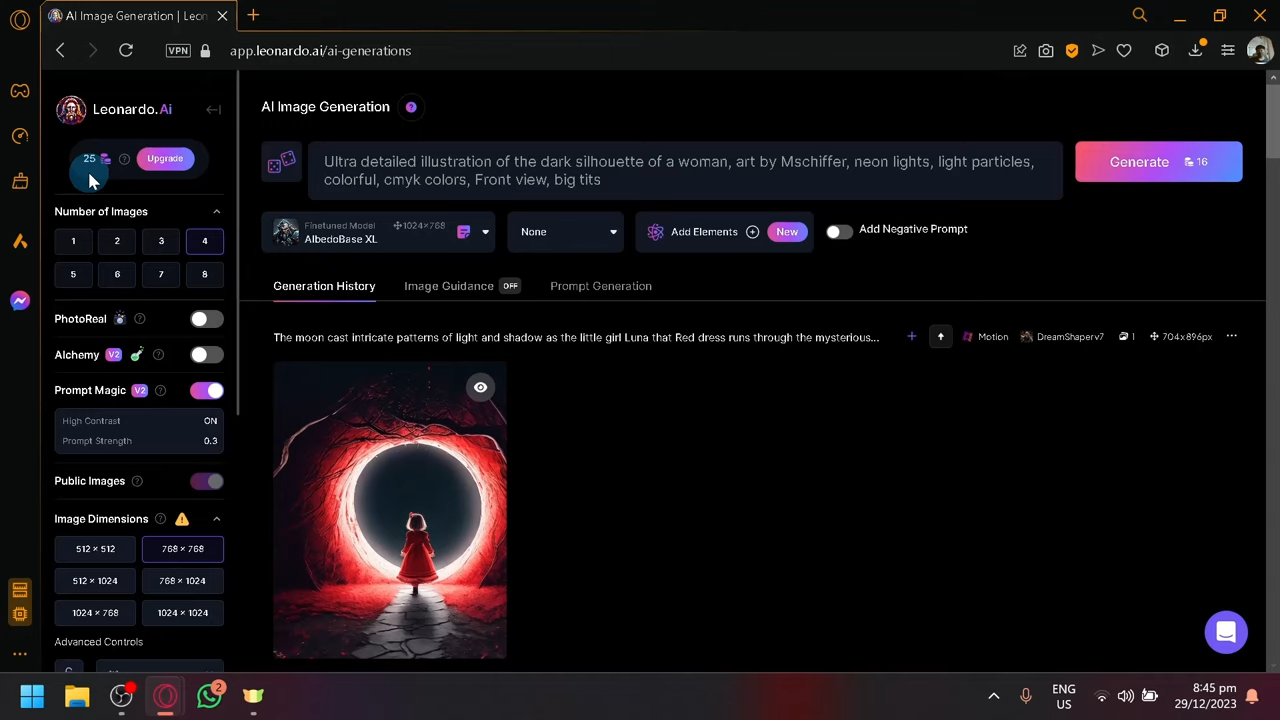 AI Image Generation | Leon
VPN
app.leonardo.ai/ai-generations
Leonardo.Ai
25
Upgrade
Number of Images
1 2 3 4
5 6 7 8
PhotoReal
Alchemy V2
Prompt Magic V2
High Contrast ON
Prompt Strength 0.3
Public Images
Image Dimensions
512 × 512 768 × 768
512 × 1024 768 × 1024
1024 × 768 1024 × 1024
Advanced Controls
AI Image Generation
Ultra detailed illustration of the dark silhouette of a woman, art by Mschiffer, neon lights, light particles,
colorful, cmyk colors, Front view, big tits
Generate 16
Finetuned Model 1024×768
AlbedoBase XL
None
Add Elements New
Add Negative Prompt
Generation History Image Guidance OFF Prompt Generation
The moon cast intricate patterns of light and shadow as the little girl Luna that Red dress runs through the mysterious...
Motion DreamShaper v7 1 704x896px
2
ENG
US
8:45 pm
29/12/2023